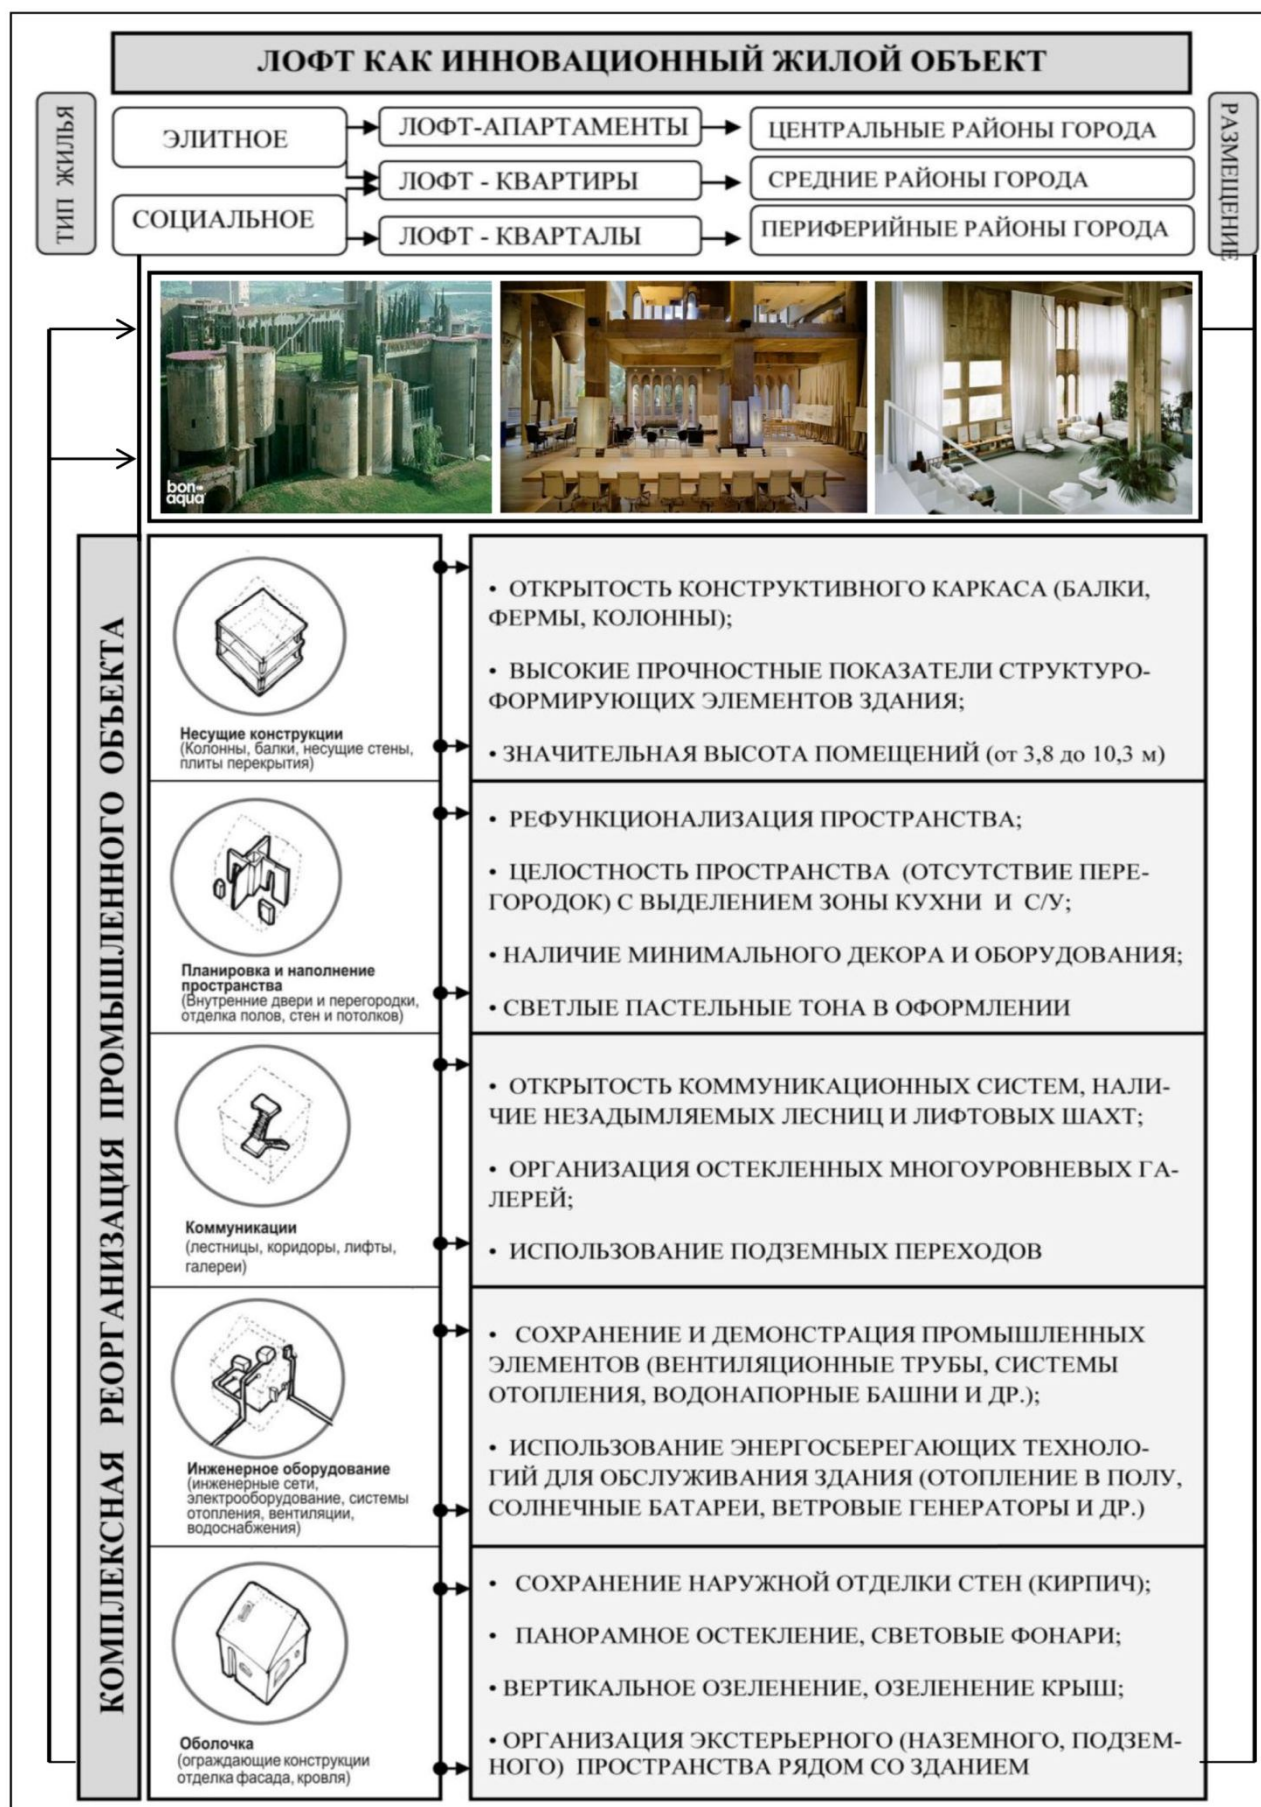 ЛОФТ КАК ИННОВАЦИОННЫЙ ЖИЛОЙ ОБЪЕКТ
ТИП ЖИЛЬЯ
ЭЛИТНОЕ
ЛОФТ-АПАРТАМЕНТЫ
ЦЕНТРАЛЬНЫЕ РАЙОНЫ ГОРОДА
ЛОФТ - КВАРТИРЫ
СРЕДНИЕ РАЙОНЫ ГОРОДА
СОЦИАЛЬНОЕ
ЛОФТ - КВАРТАЛЫ
ПЕРИФЕРИЙНЫЕ РАЙОНЫ ГОРОДА
РАЗМЕЩЕНИЕ
bon-
aqua
КОМПЛЕКСНАЯ РЕОРГАНИЗАЦИЯ ПРОМЫШЛЕННОГО ОБЪЕКТА
Несущие конструкции
(Колонны, балки, несущие стены,
плиты перекрытия)
• ОТКРЫТОСТЬ КОНСТРУКТИВНОГО КАРКАСА (БАЛКИ,
ФЕРМЫ, КОЛОННЫ);
• ВЫСОКИЕ ПРОЧНОСТНЫЕ ПОКАЗАТЕЛИ СТРУКТУРО-
ФОРМИРУЮЩИХ ЭЛЕМЕНТОВ ЗДАНИЯ;
• ЗНАЧИТЕЛЬНАЯ ВЫСОТА ПОМЕЩЕНИЙ (от 3,8 до 10,3 м)
Планировка и наполнение
пространства
(Внутренние двери и перегородки,
отделка полов, стен и потолков)
• РЕФУНКЦИОНАЛИЗАЦИЯ ПРОСТРАНСТВА;
• ЦЕЛОСТНОСТЬ ПРОСТРАНСТВА (ОТСУТСТВИЕ ПЕРЕ-
ГОРОДОК) С ВЫДЕЛЕНИЕМ ЗОНЫ КУХНИ И С/У;
• НАЛИЧИЕ МИНИМАЛЬНОГО ДЕКОРА И ОБОРУДОВАНИЯ;
• СВЕТЛЫЕ ПАСТЕЛЬНЫЕ ТОНА В ОФОРМЛЕНИИ
Коммуникации
(лестницы, коридоры, лифты,
галереи)
• ОТКРЫТОСТЬ КОММУНИКАЦИОННЫХ СИСТЕМ, НАЛИ-
ЧИЕ НЕЗАДЫМЛЯЕМЫХ ЛЕСНИЦ И ЛИФТОВЫХ ШАХТ;
• ОРГАНИЗАЦИЯ ОСТЕКЛЕННЫХ МНОГОУРОВНЕВЫХ ГА-
ЛЕРЕЙ;
• ИСПОЛЬЗОВАНИЕ ПОДЗЕМНЫХ ПЕРЕХОДОВ
Инженерное оборудование
(инженерные сети,
электрооборудование, системы
отопления, вентиляции,
водоснабжения)
• СОХРАНЕНИЕ И ДЕМОНСТРАЦИЯ ПРОМЫШЛЕННЫХ
ЭЛЕМЕНТОВ (ВЕНТИЛЯЦИОННЫЕ ТРУБЫ, СИСТЕМЫ
ОТОПЛЕНИЯ, ВОДОНАПОРНЫЕ БАШНИ И ДР.);
• ИСПОЛЬЗОВАНИЕ ЭНЕРГОСБЕРЕГАЮЩИХ ТЕХНОЛО-
ГИЙ ДЛЯ ОБСЛУЖИВАНИЯ ЗДАНИЯ (ОТОПЛЕНИЕ В ПОЛУ,
СОЛНЕЧНЫЕ БАТАРЕИ, ВЕТРОВЫЕ ГЕНЕРАТОРЫ И ДР.)
Оболочка
(ограждающие конструкции
отделка фасада, кровля)
• СОХРАНЕНИЕ НАРУЖНОЙ ОТДЕЛКИ СТЕН (КИРПИЧ);
• ПАНОРАМНОЕ ОСТЕКЛЕНИЕ, СВЕТОВЫЕ ФОНАРИ;
• ВЕРТИКАЛЬНОЕ ОЗЕЛЕНЕНИЕ, ОЗЕЛЕНЕНИЕ КРЫШ;
• ОРГАНИЗАЦИЯ ЭКСТЕРЬЕРНОГО (НАЗЕМНОГО, ПОДЗЕМ-
НОГО) ПРОСТРАНСТВА РЯДОМ СО ЗДАНИЕМ